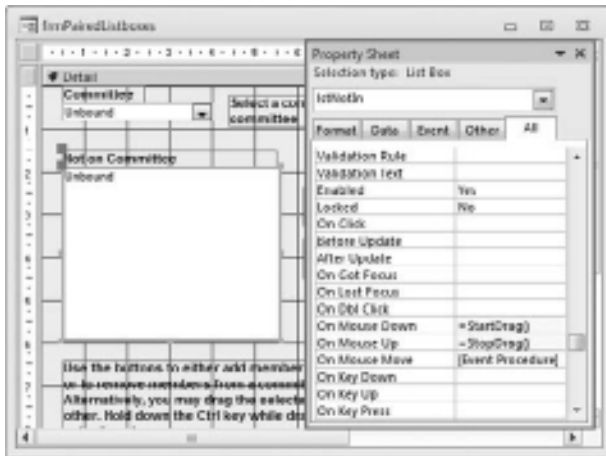 frmPairedListboxes
Detail
Committee
Unbound
Select a com
committee
Not on Committee
Unbound
Use the buttons to either add member
or to remove members from a commit
Alternatively, you may drag the selecte
other. Hold down the Ctrl key while dra
Property Sheet
Selection type: List Box
lstNotIn
Format Data Event Other All
Validation Rule
Validation Text
Enabled Yes
Locked No
On Click
Before Update
After Update
On Got Focus
On Lost Focus
On Dbl Click
On Mouse Down =StartDrag()
On Mouse Up =StopDrag()
On Mouse Move [Event Procedure]
On Key Down
On Key Up
On Key Press